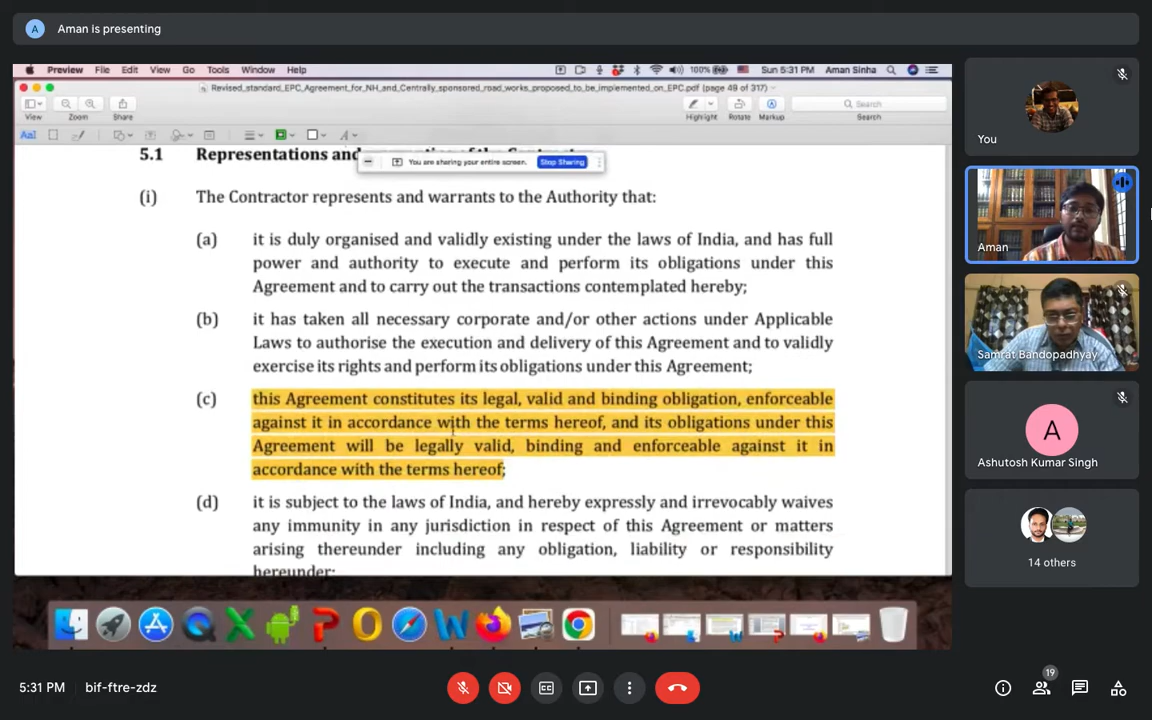 A
Aman is presenting
Preview File Edit View Go Tools Window Help
100%
Sun 5:31 PM Aman Sinha
Revised_standard_EPC_Agreement_for_NH_and_Centrally_sponsored_road_works_proposed_to_be_implemented_on_EPC.pdf (page 49 of 317)
View Zoom Share Highlight Rotate Markup Search
Search
5.1 Representations and
You are sharing your entire screen. Stop Sharing
(i) The Contractor represents and warrants to the Authority that:
(a) it is duly organised and validly existing under the laws of India, and has full
power and authority to execute and perform its obligations under this
Agreement and to carry out the transactions contemplated hereby;
(b) it has taken all necessary corporate and/or other actions under Applicable
Laws to authorise the execution and delivery of this Agreement and to validly
exercise its rights and perform its obligations under this Agreement;
(c) this Agreement constitutes its legal, valid and binding obligation, enforceable
against it in accordance with the terms hereof, and its obligations under this
Agreement will be legally valid, binding and enforceable against it in
accordance with the terms hereof;
(d) it is subject to the laws of India, and hereby expressly and irrevocably waives
any immunity in any jurisdiction in respect of this Agreement or matters
arising thereunder including any obligation, liability or responsibility
hereunder;
You
Aman
Samrat Bandopadhyay
A
Ashutosh Kumar Singh
14 others
5:31 PM bif-ftre-zdz
19